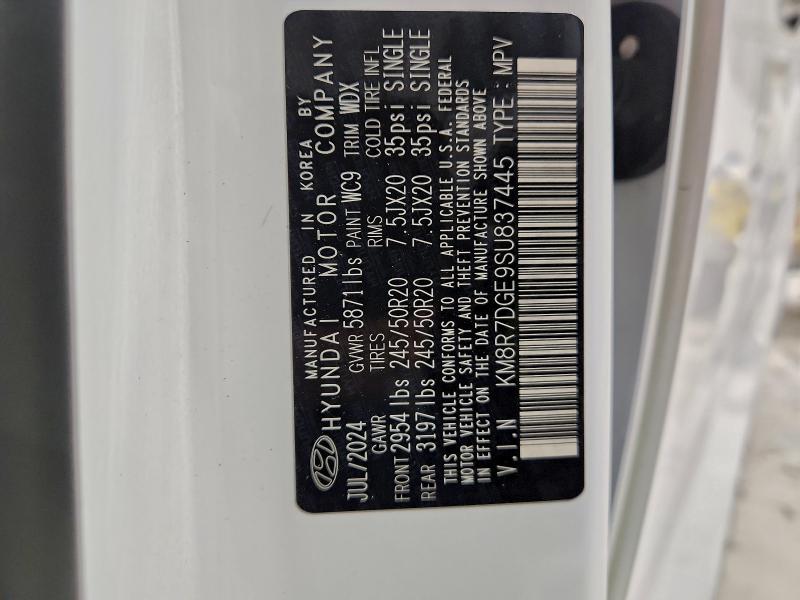 MANUFACTURED IN KOREA BY
HYUNDAI MOTOR COMPANY
JUL/2024 GVWR 5871 lbs PAINT WC9 TRIM WDX
GAWR TIRES RIMS COLD TIRE INFL
FRONT 2954 lbs 245/50R20 7.5JX20 35psi SINGLE
REAR 3197 lbs 245/50R20 7.5JX20 35psi SINGLE
THIS VEHICLE CONFORMS TO ALL APPLICABLE U.S.A. FEDERAL
MOTOR VEHICLE SAFETY AND THEFT PREVENTION STANDARDS
IN EFFECT ON THE DATE OF MANUFACTURE SHOWN ABOVE
V.I.N KM8R7DGE9SU837445 TYPE : MPV